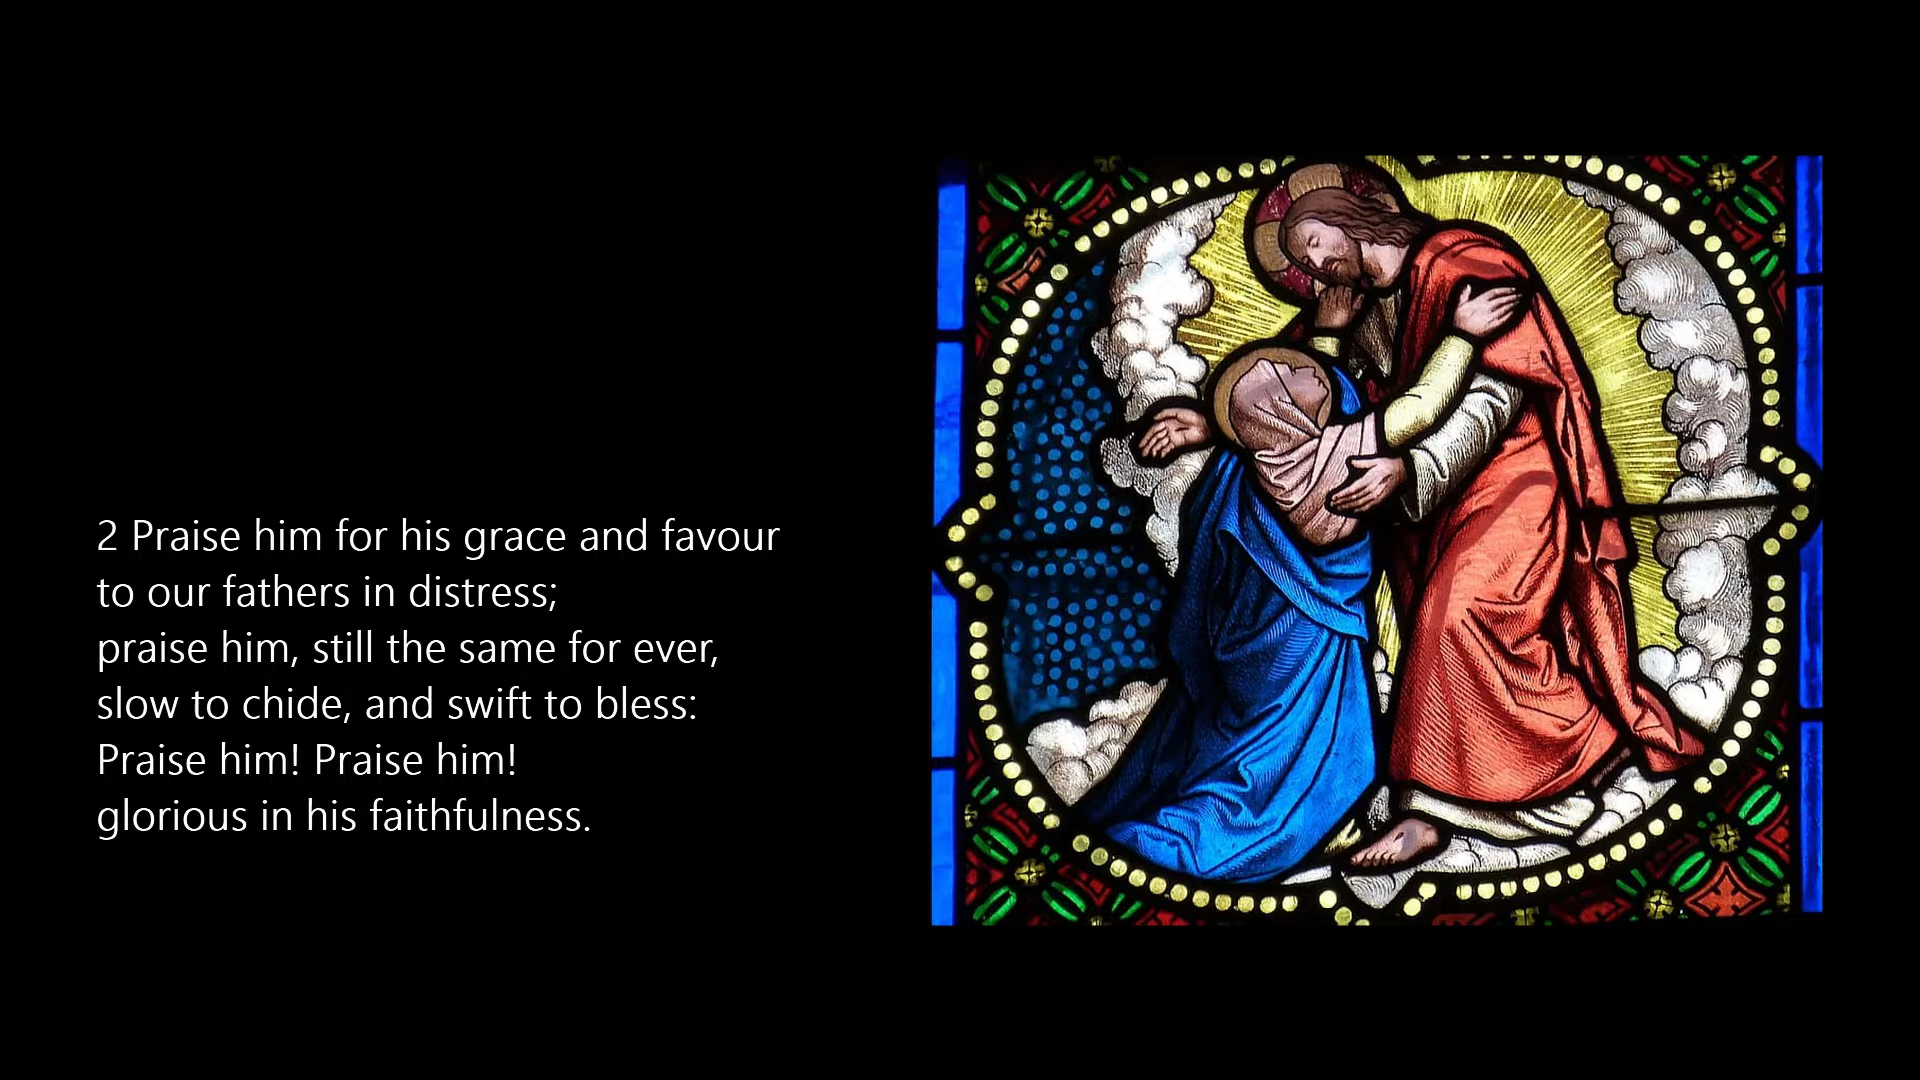 2 Praise him for his grace and favour
to our fathers in distress;
praise him, still the same for ever,
slow to chide, and swift to bless:
Praise him! Praise him!
glorious in his faithfulness.